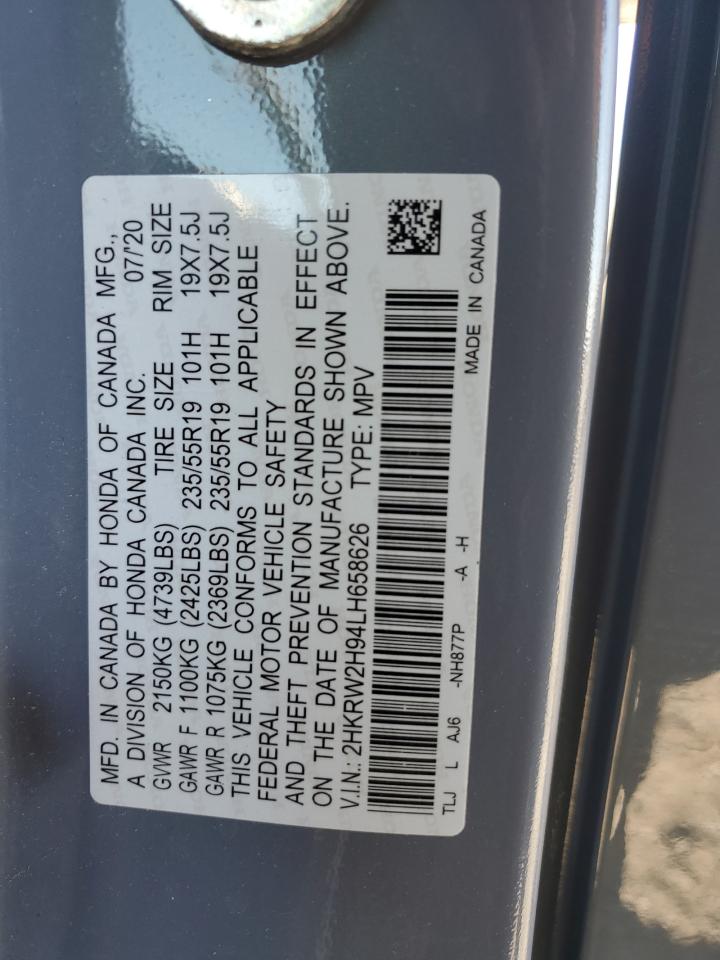 MFD. IN CANADA BY HONDA OF CANADA MFG.,
A DIVISION OF HONDA CANADA INC. 07/'20
GVWR 2150KG (4739LBS) TIRE SIZE RIM SIZE
GAWR F 1100KG (2425LBS) 235/55R19 101H 19X7.5J
GAWR R 1075KG (2369LBS) 235/55R19 101H 19X7.5J
THIS VEHICLE CONFORMS TO ALL APPLICABLE
FEDERAL MOTOR VEHICLE SAFETY
AND THEFT PREVENTION STANDARDS IN EFFECT
ON THE DATE OF MANUFACTURE SHOWN ABOVE.
V.I.N.: 2HKRW2H94LH658626 TYPE: MPV
TLJ L AJ6 -NH877P -A -H MADE IN CANADA